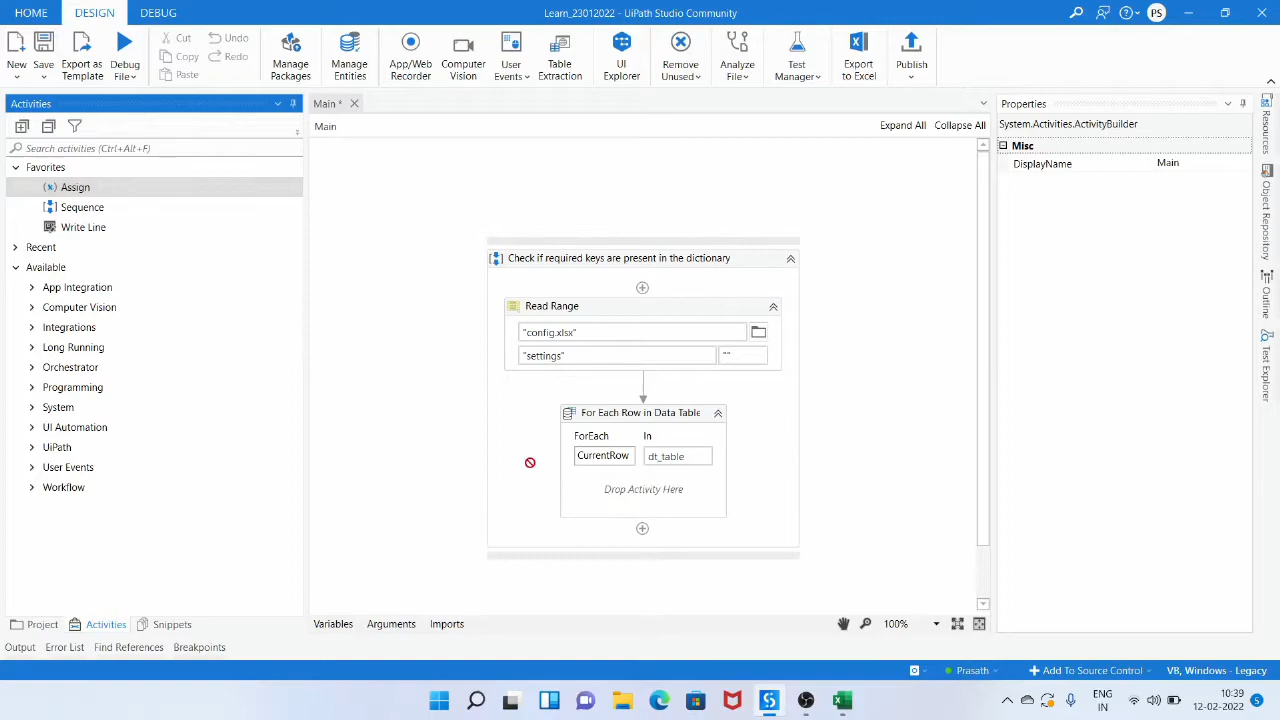 HOME DESIGN DEBUG Learn_23012022 - UiPath Studio Community PS
New Save Export as Template Debug File Cut Copy Paste Undo Redo Manage Packages Manage Entities App/Web Recorder Computer Vision User Events Table Extraction UI Explorer Remove Unused Analyze File Test Manager Export to Excel Publish
Activities
Search activities (Ctrl+Alt+F)
Favorites
Assign
Sequence
Write Line
Recent
Available
App Integration
Computer Vision
Integrations
Long Running
Orchestrator
Programming
System
UI Automation
UiPath
User Events
Workflow
Project Activities Snippets
Main *
Main Expand All Collapse All
Check if required keys are present in the dictionary
Read Range
"config.xlsx"
"settings" ""
For Each Row in Data Table
ForEach In
CurrentRow dt_table
Drop Activity Here
Variables Arguments Imports 100%
Properties
System.Activities.ActivityBuilder
Misc
DisplayName Main
Resources
Object Repository
Outline
Test Explorer
Output Error List Find References Breakpoints
Prasath Add To Source Control VB, Windows - Legacy
ENG IN 10:39 12-02-2022 5